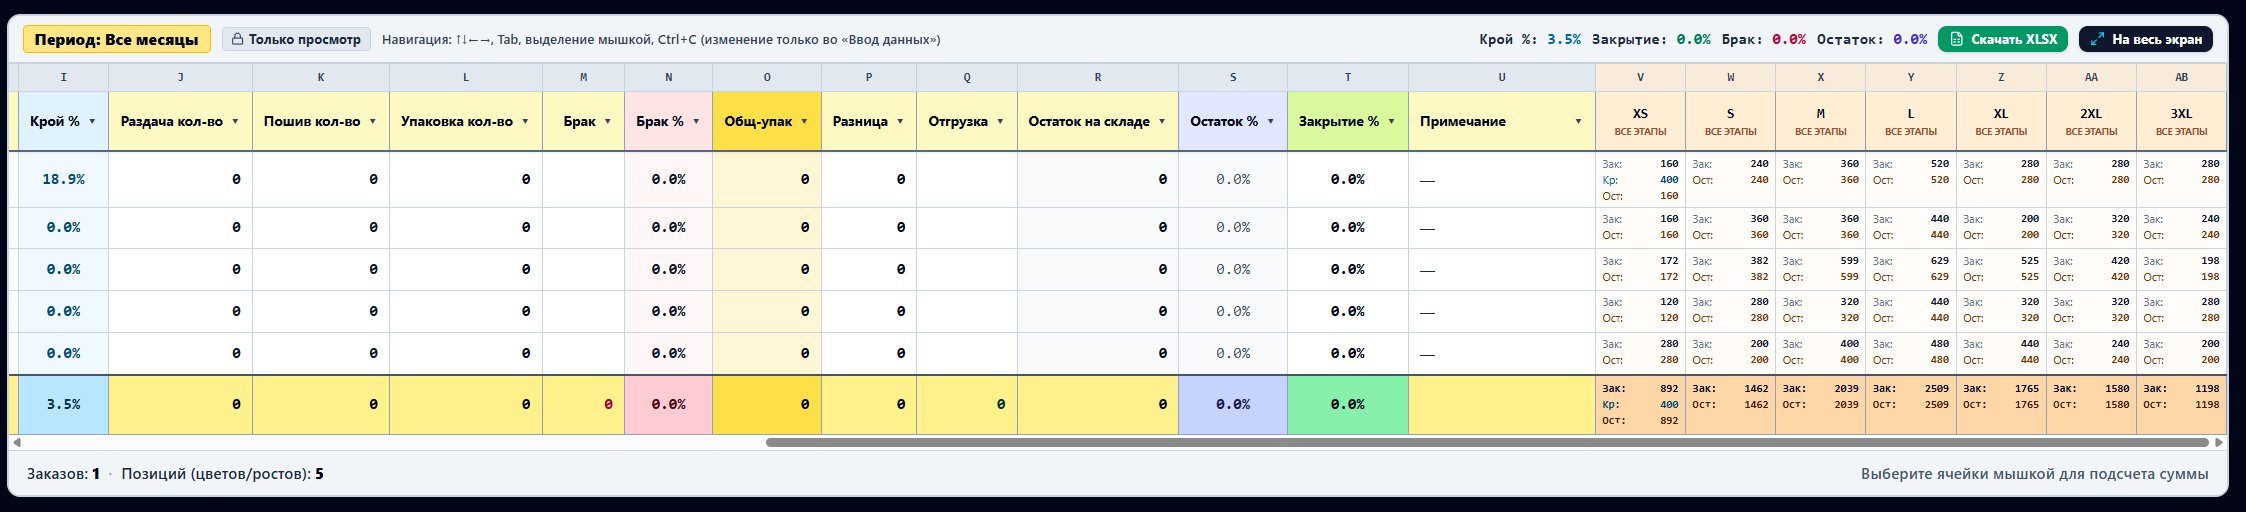 Период: Все месяцы
Только просмотр
Навигация: ↑↓←→, Tab, выделение мышкой, Ctrl+C (изменение только во «Ввод данных»)
Крой %: 3.5% Закрытие: 0.0% Брак: 0.0% Остаток: 0.0%
Скачать XLSX
На весь экран
I J K L M N O P Q R S T U V W X Y Z AA AB
Крой % Раздача кол-во Пошив кол-во Упаковка кол-во Брак Брак % Общ-упак Разница Отгрузка Остаток на складе Остаток % Закрытие % Примечание XS S M L XL 2XL 3XL
ВСЕ ЭТАПЫ ВСЕ ЭТАПЫ ВСЕ ЭТАПЫ ВСЕ ЭТАПЫ ВСЕ ЭТАПЫ ВСЕ ЭТАПЫ ВСЕ ЭТАПЫ
18.9% 0 0 0 0.0% 0 0 0 0.0% 0.0% —
Зак: 160 Зак: 240 Зак: 360 Зак: 520 Зак: 280 Зак: 280 Зак: 280
Кр: 400 Ост: 240 Ост: 360 Ост: 520 Ост: 280 Ост: 280 Ост: 280
Ост: 160
0.0% 0 0 0 0.0% 0 0 0 0.0% 0.0% —
Зак: 160 Зак: 360 Зак: 360 Зак: 440 Зак: 200 Зак: 320 Зак: 240
Ост: 160 Ост: 360 Ост: 360 Ост: 440 Ост: 200 Ост: 320 Ост: 240
0.0% 0 0 0 0.0% 0 0 0 0.0% 0.0% —
Зак: 172 Зак: 382 Зак: 599 Зак: 629 Зак: 525 Зак: 420 Зак: 198
Ост: 172 Ост: 382 Ост: 599 Ост: 629 Ост: 525 Ост: 420 Ост: 198
0.0% 0 0 0 0.0% 0 0 0 0.0% 0.0% —
Зак: 120 Зак: 280 Зак: 320 Зак: 440 Зак: 320 Зак: 320 Зак: 280
Ост: 120 Ост: 280 Ост: 320 Ост: 440 Ост: 320 Ост: 320 Ост: 280
0.0% 0 0 0 0.0% 0 0 0 0.0% 0.0% —
Зак: 280 Зак: 200 Зак: 400 Зак: 480 Зак: 440 Зак: 240 Зак: 200
Ост: 280 Ост: 200 Ост: 400 Ост: 480 Ост: 440 Ост: 240 Ост: 200
3.5% 0 0 0 0 0.0% 0 0 0 0 0.0% 0.0%
Зак: 892 Зак: 1462 Зак: 2039 Зак: 2509 Зак: 1765 Зак: 1580 Зак: 1198
Кр: 400 Ост: 1462 Ост: 2039 Ост: 2509 Ост: 1765 Ост: 1580 Ост: 1198
Ост: 892
Заказов: 1 · Позиций (цветов/ростов): 5
Выберите ячейки мышкой для подсчета суммы